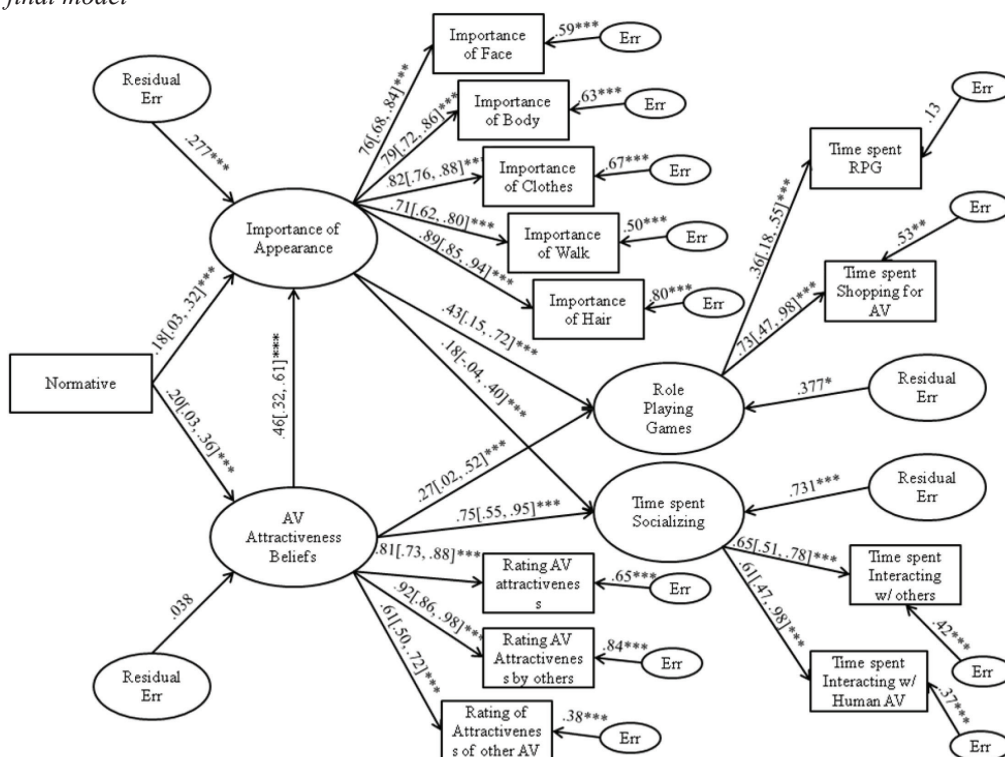 final model
Importance
of Face
.59***
Err
Residual
Err
.277***
76[.68, .84]***
Importance
of Body
.63***
Err
79[.72, .86]***
Importance
of Clothes
.67***
Err
.82[.76, .88]***
Importance
of Walk
.50***
Err
.71[.62, .80]***
Importance
of Hair
.80***
Err
.89[.85, .94]***
Importance of
Appearance
Err
.13
Time spent
RPG
.36[.18, .55]***
Err
.53**
Time spent
Shopping for
AV
.73[.47, .98]***
.43[.15, .72]***
.18[-.04, .40]***
Normative
.18[.03, .32]***
.20[.03, .36]***
.46[.32, .61]***
Role
Playing
Games
.377*
Residual
Err
.27[.02, .52]***
.75[.55, .95]***
Time spent
Socializing
.731***
Residual
Err
AV
Attractiveness
Beliefs
.038
Residual
Err
.81[.73, .88]***
Rating AV
attractivenes
s
.65***
Err
.92[.86, .98]***
Rating AV
Attractivenes
s by others
.84***
Err
.61[.50, .72]***
Rating of
Attractivenes
s of other AV
.38***
Err
.65[.51, .78]***
Time spent
Interacting
w/ others
.42***
Err
.61[.47, .98]***
Time spent
Interacting w/
Human AV
.37***
Err